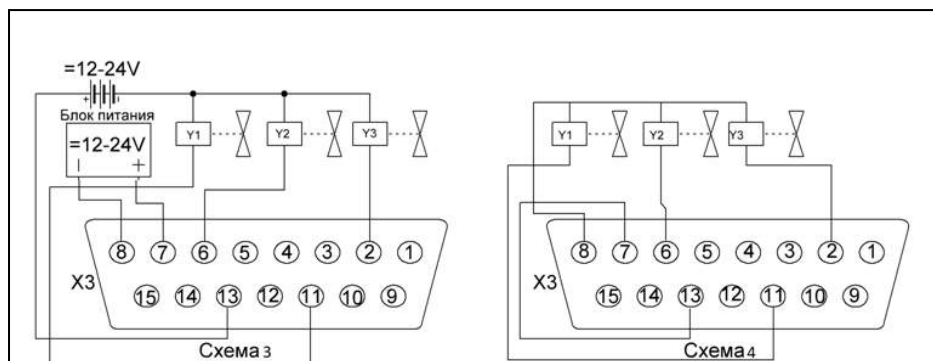 =12-24V
+ -
Блок питания
=12-24V
- +
Y1 Y2 Y3
8 7 6 5 4 3 2 1
X3
15 14 13 12 11 10 9
Схема 3
Y1 Y2 Y3
8 7 6 5 4 3 2 1
X3
15 14 13 12 11 10 9
Схема 4